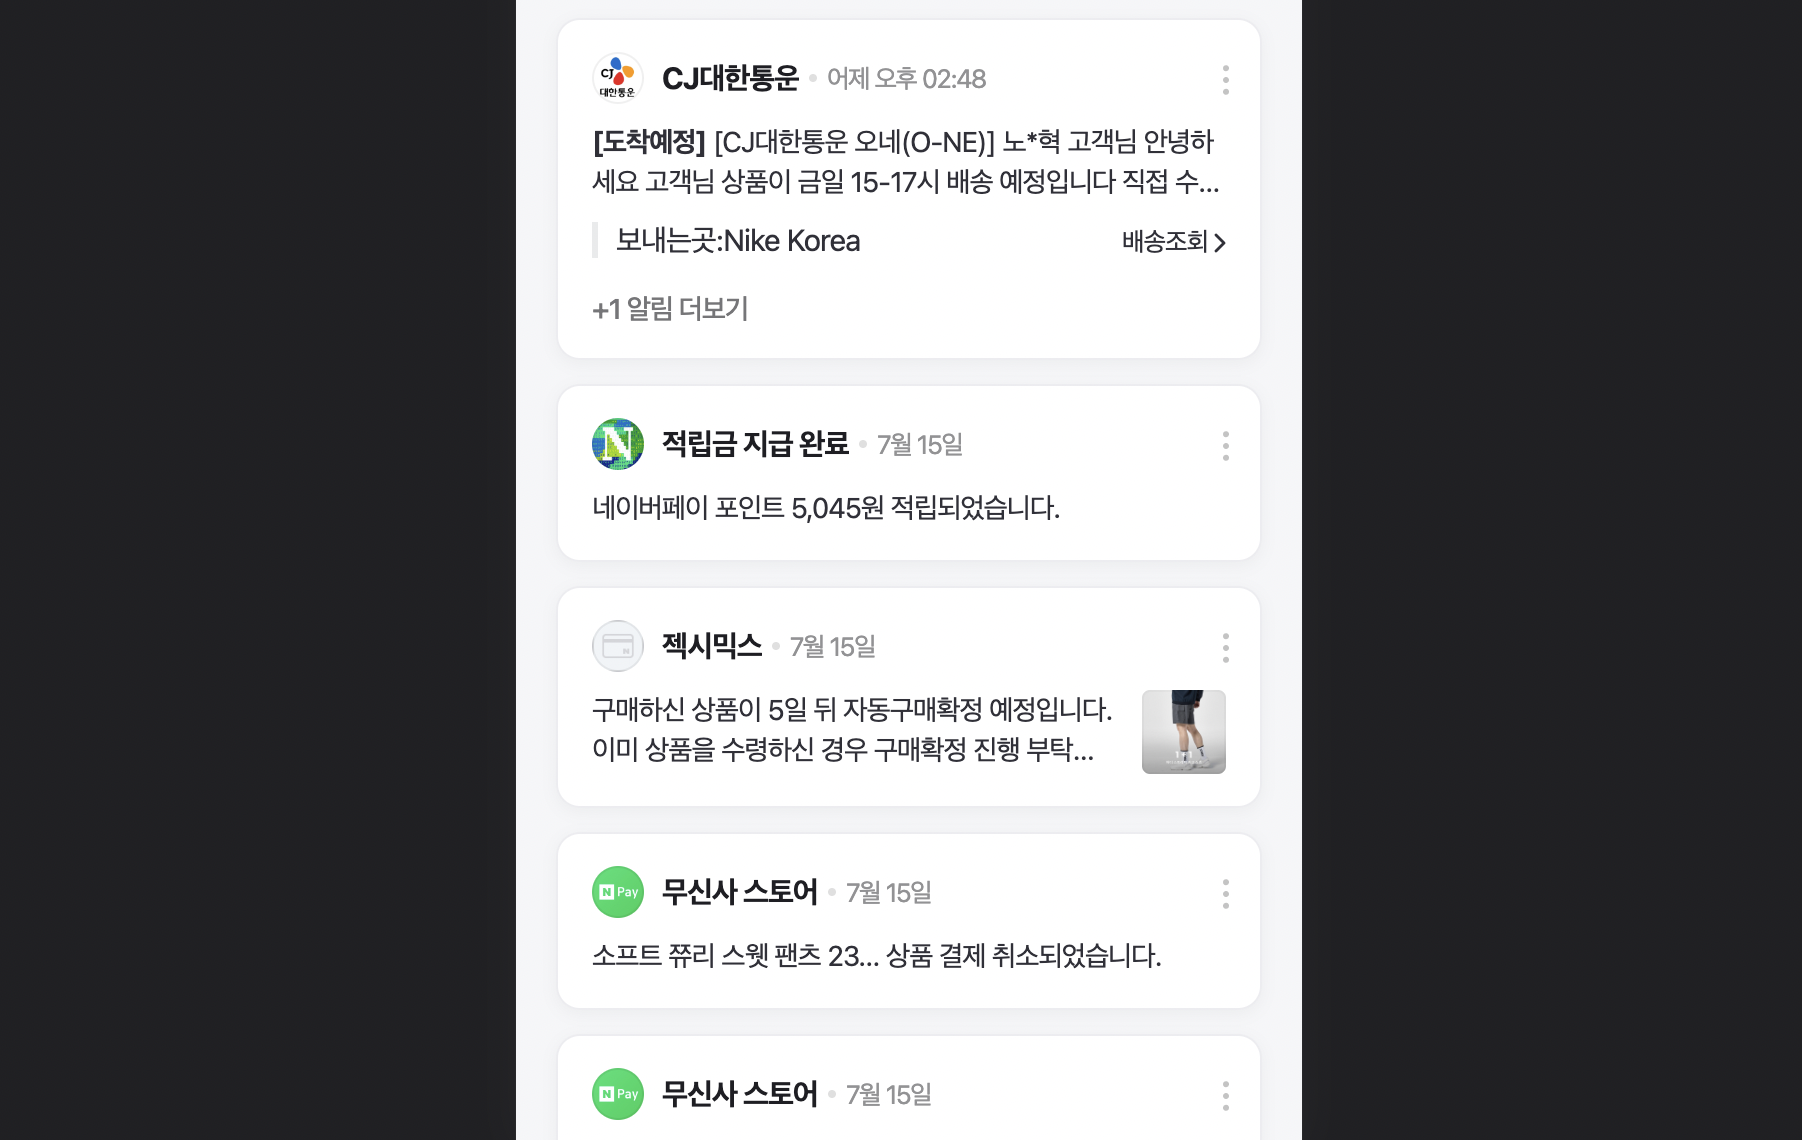 CJ
대한통운
CJ대한통운 • 어제 오후 02:48
[도착예정] [CJ대한통운 오네(O-NE)] 노*혁 고객님 안녕하
세요 고객님 상품이 금일 15-17시 배송 예정입니다 직접 수...
보내는곳:Nike Korea
배송조회
+1 알림 더보기
N
적립금 지급 완료 • 7월 15일
네이버페이 포인트 5,045원 적립되었습니다.
N
젝시믹스 • 7월 15일
구매하신 상품이 5일 뒤 자동구매확정 예정입니다.
이미 상품을 수령하신 경우 구매확정 진행 부탁...
N Pay
무신사 스토어 • 7월 15일
소프트 쮸리 스웻 팬츠 23... 상품 결제 취소되었습니다.
N Pay
무신사 스토어 • 7월 15일